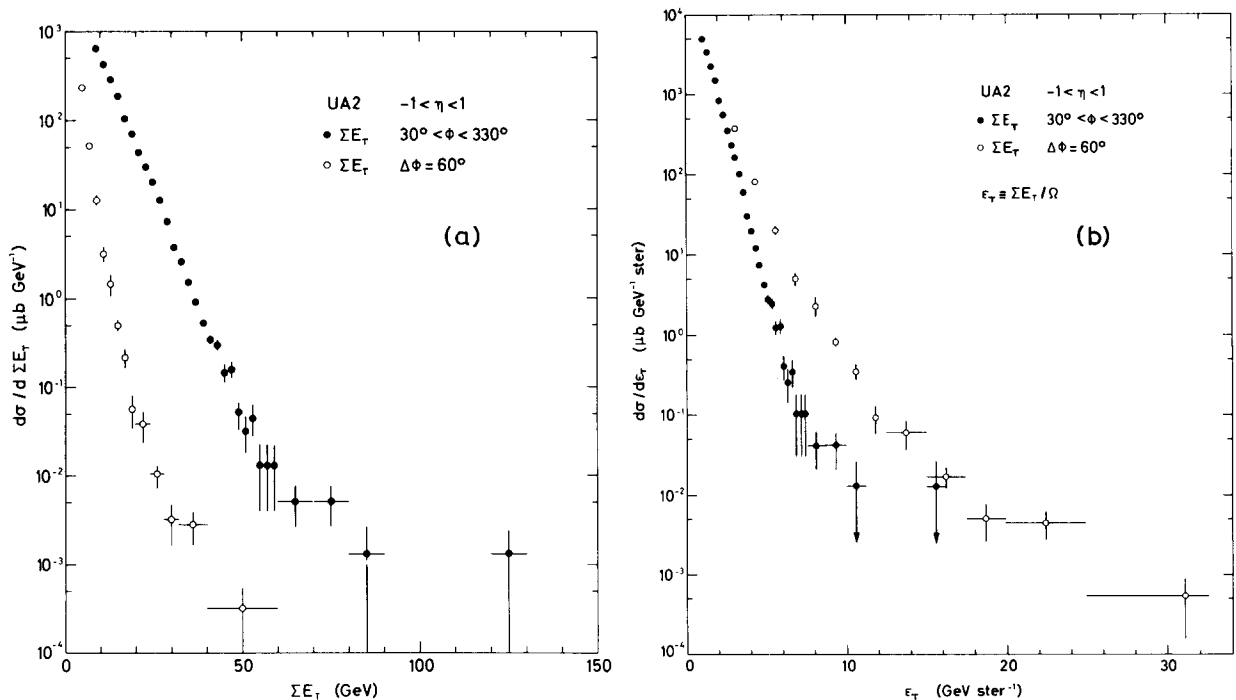 10³
10²
10¹
10⁰
10⁻¹
10⁻²
10⁻³
10⁻⁴
dσ/d ΣE_T (μb GeV⁻¹)
UA2 -1 < η < 1
● ΣE_T 30° < Φ < 330°
○ ΣE_T ΔΦ = 60°
(a)
0 50 100 150
ΣE_T (GeV)
10⁴
10³
10²
10¹
10⁰
10⁻¹
10⁻²
10⁻³
10⁻⁴
dσ/dε_T (μb GeV⁻¹ ster)
UA2 -1 < η < 1
● ΣE_T 30° < Φ < 330°
○ ΣE_T ΔΦ = 60°
ε_T ≡ ΣE_T / Ω
(b)
0 10 20 30
ε_T (GeV ster⁻¹)